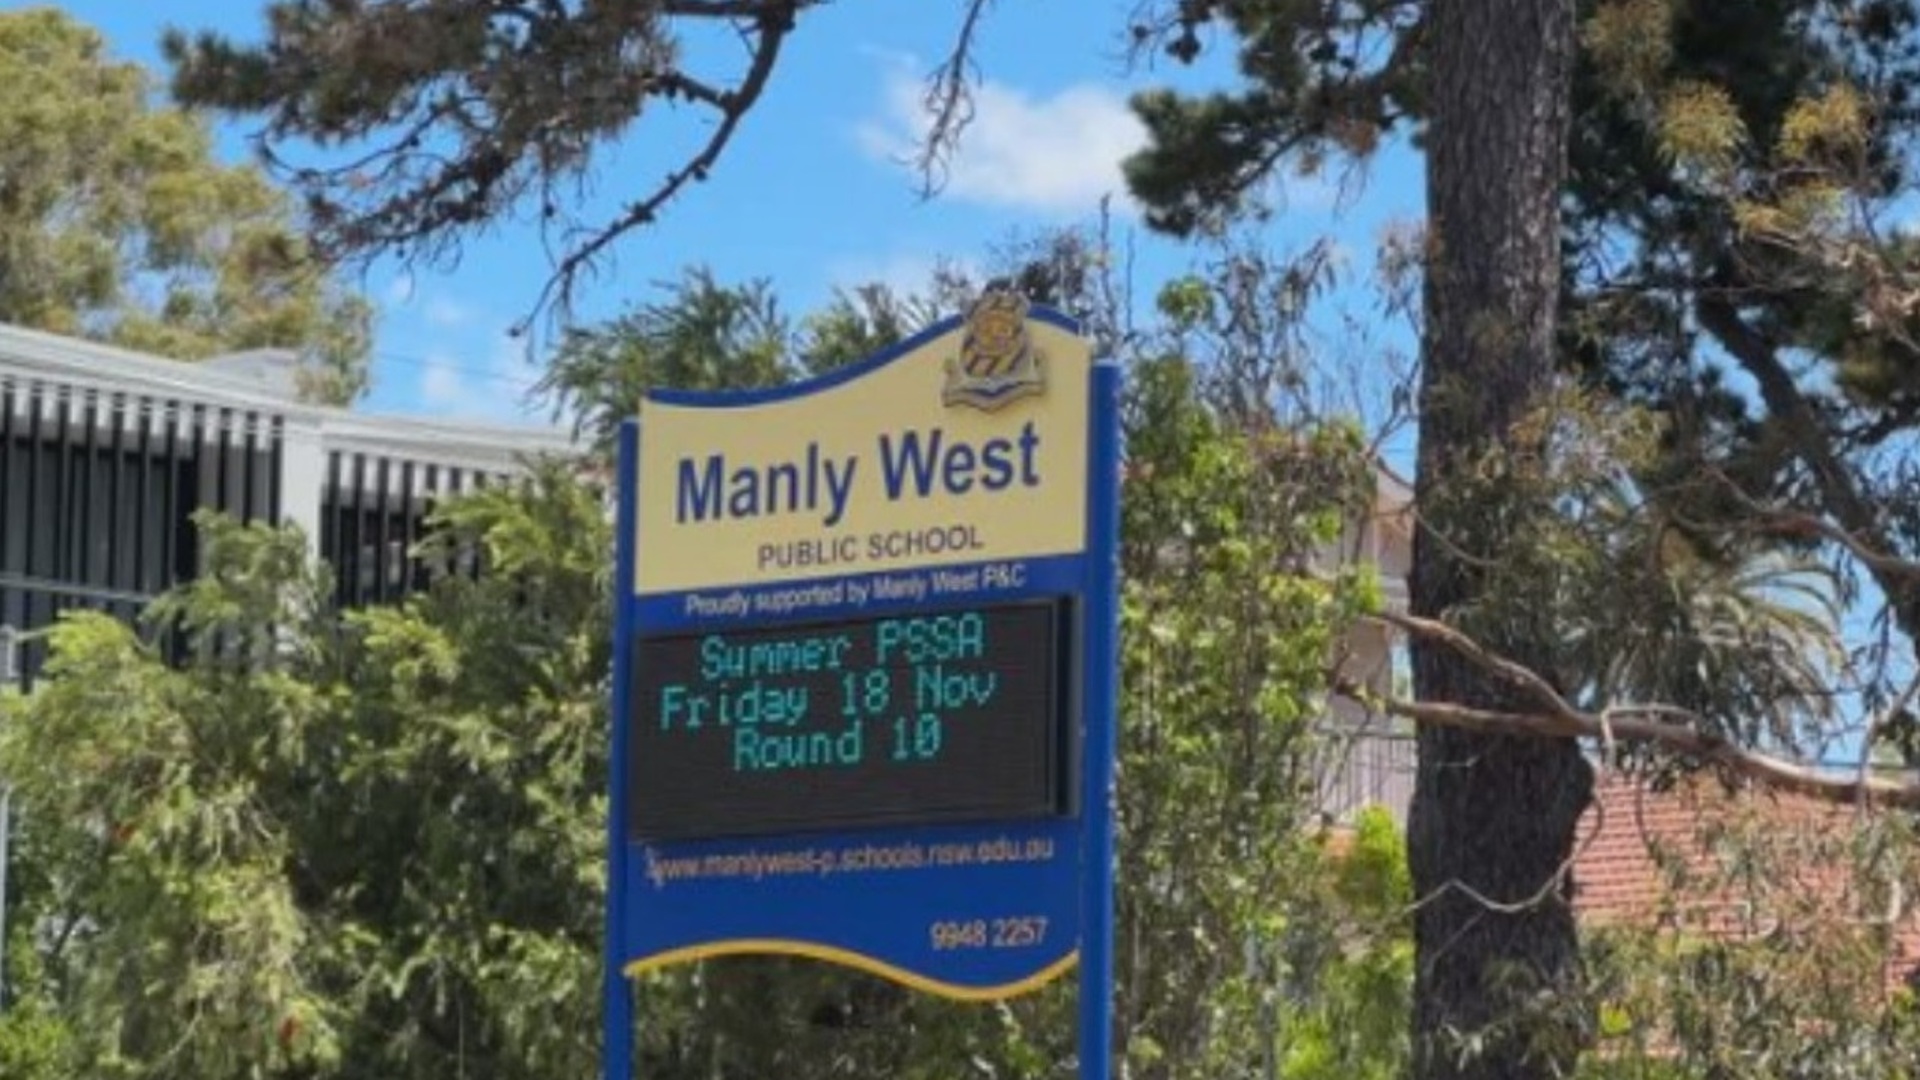 Manly West
PUBLIC SCHOOL
Proudly supported by Manly West P&C
Summer PSSA
Friday 18 Nov
Round 10
www.manlywest-p.schools.nsw.edu.au
9948 2257